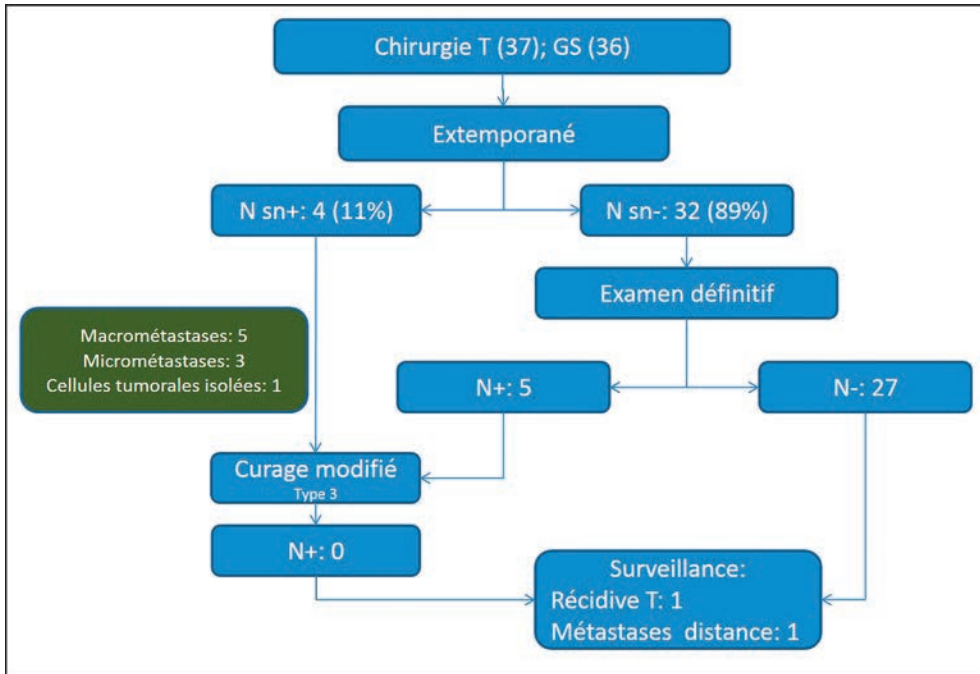 Chirurgie T (37); GS (36)
Extemporané
N sn+: 4 (11%)
N sn-: 32 (89%)
Examen définitif
Macrométastases: 5
Micrométastases: 3
Cellules tumorales isolées: 1
N+: 5
N-: 27
Curage modifié
Type 3
N+: 0
Surveillance:
Récidive T: 1
Métastases distance: 1